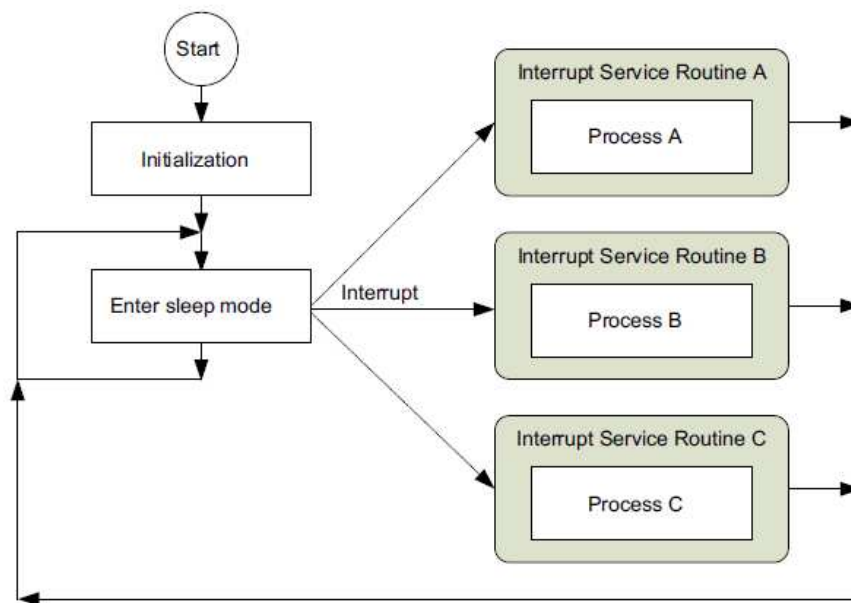 Start
Initialization
Enter sleep mode
Interrupt
Interrupt Service Routine A
Process A
Interrupt Service Routine B
Process B
Interrupt Service Routine C
Process C